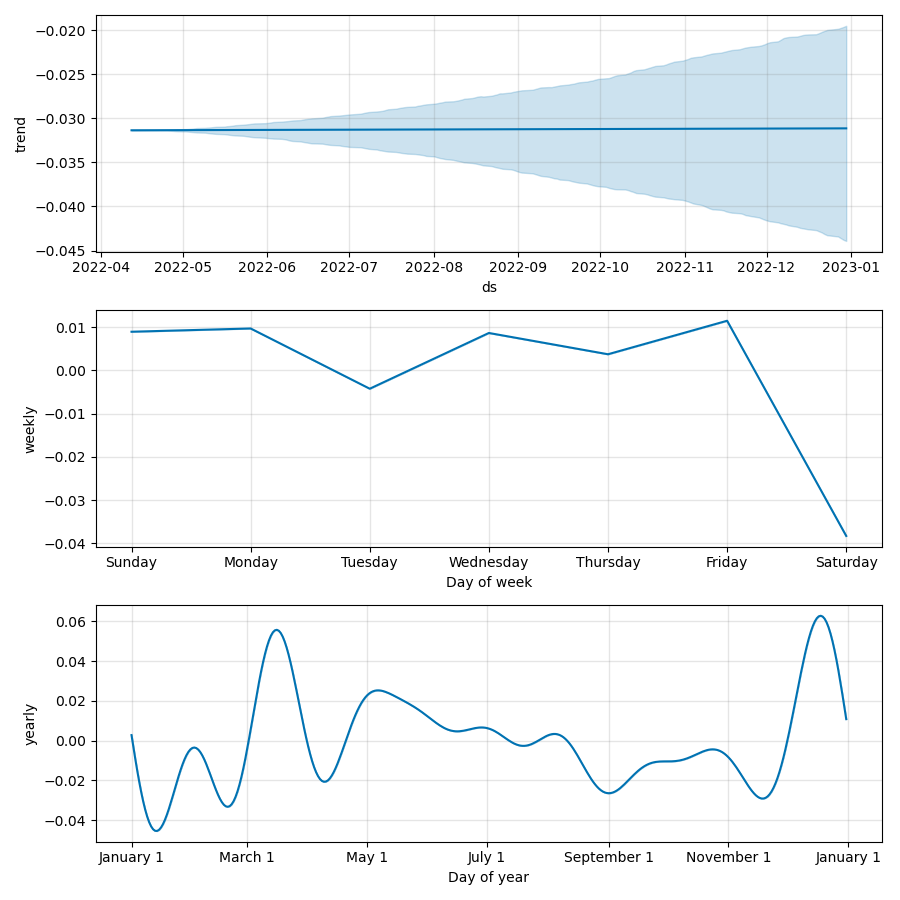 −0.020
−0.025
−0.030
−0.035
−0.040
−0.045
trend
2022-04 2022-05 2022-06 2022-07 2022-08 2022-09 2022-10 2022-11 2022-12 2023-01
ds
0.01
0.00
−0.01
−0.02
−0.03
−0.04
weekly
Sunday Monday Tuesday Wednesday Thursday Friday Saturday
Day of week
0.06
0.04
0.02
0.00
−0.02
−0.04
yearly
January 1 March 1 May 1 July 1 September 1 November 1 January 1
Day of year